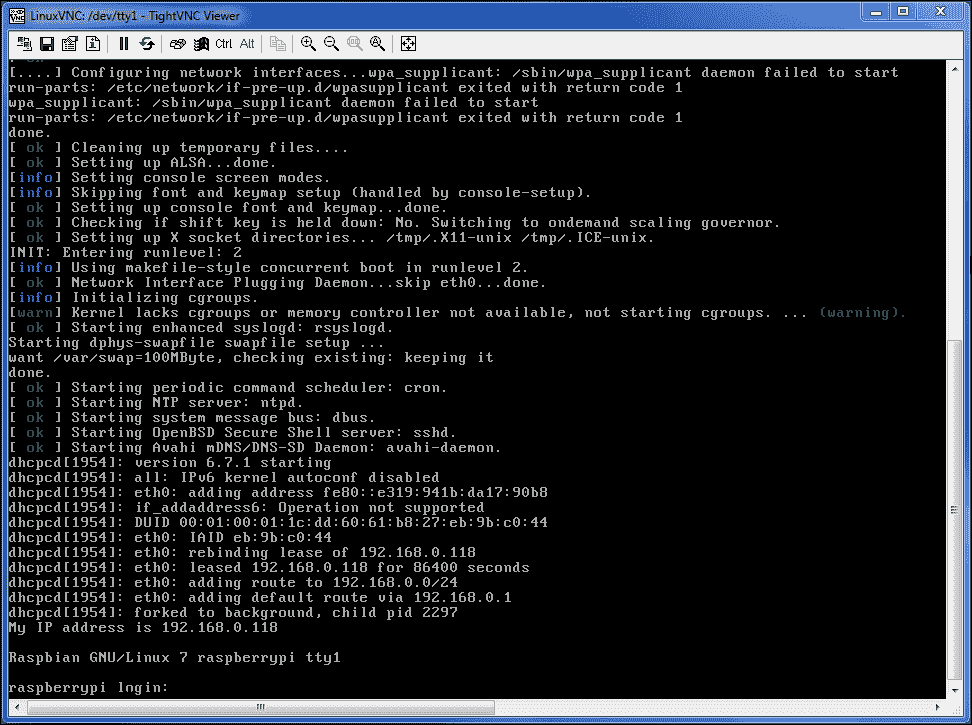 LinuxVNC: /dev/tty1 - TightVNC Viewer
Ctrl Alt
[....] Configuring network interfaces...wpa_supplicant: /sbin/wpa_supplicant daemon failed to start
run-parts: /etc/network/if-pre-up.d/wpasupplicant exited with return code 1
wpa_supplicant: /sbin/wpa_supplicant daemon failed to start
run-parts: /etc/network/if-pre-up.d/wpasupplicant exited with return code 1
done.
[ ok ] Cleaning up temporary files....
[ ok ] Setting up ALSA...done.
[info] Setting console screen modes.
[info] Skipping font and keymap setup (handled by console-setup).
[ ok ] Setting up console font and keymap...done.
[ ok ] Checking if shift key is held down: No. Switching to ondemand scaling governor.
[ ok ] Setting up X socket directories... /tmp/.X11-unix /tmp/.ICE-unix.
INIT: Entering runlevel: 2
[info] Using makefile-style concurrent boot in runlevel 2.
[ ok ] Network Interface Plugging Daemon...skip eth0...done.
[info] Initializing cgroups.
[warn] Kernel lacks cgroups or memory controller not available, not starting cgroups. ... (warning).
[ ok ] Starting enhanced syslogd: rsyslogd.
Starting dphys-swapfile swapfile setup ...
want /var/swap=100MByte, checking existing: keeping it
done.
[ ok ] Starting periodic command scheduler: cron.
[ ok ] Starting NTP server: ntpd.
[ ok ] Starting system message bus: dbus.
[ ok ] Starting OpenBSD Secure Shell server: sshd.
[ ok ] Starting Avahi mDNS/DNS-SD Daemon: avahi-daemon.
dhcpcd[1954]: version 6.7.1 starting
dhcpcd[1954]: all: IPv6 kernel autoconf disabled
dhcpcd[1954]: eth0: adding address fe80::e319:941b:da17:90b8
dhcpcd[1954]: if_addaddress6: Operation not supported
dhcpcd[1954]: DUID 00:01:00:01:1c:dd:60:61:b8:27:eb:9b:c0:44
dhcpcd[1954]: eth0: IAID eb:9b:c0:44
dhcpcd[1954]: eth0: rebinding lease of 192.168.0.118
dhcpcd[1954]: eth0: leased 192.168.0.118 for 86400 seconds
dhcpcd[1954]: eth0: adding route to 192.168.0.0/24
dhcpcd[1954]: eth0: adding default route via 192.168.0.1
dhcpcd[1954]: forked to background, child pid 2297
My IP address is 192.168.0.118
Raspbian GNU/Linux 7 raspberrypi tty1
raspberrypi login: